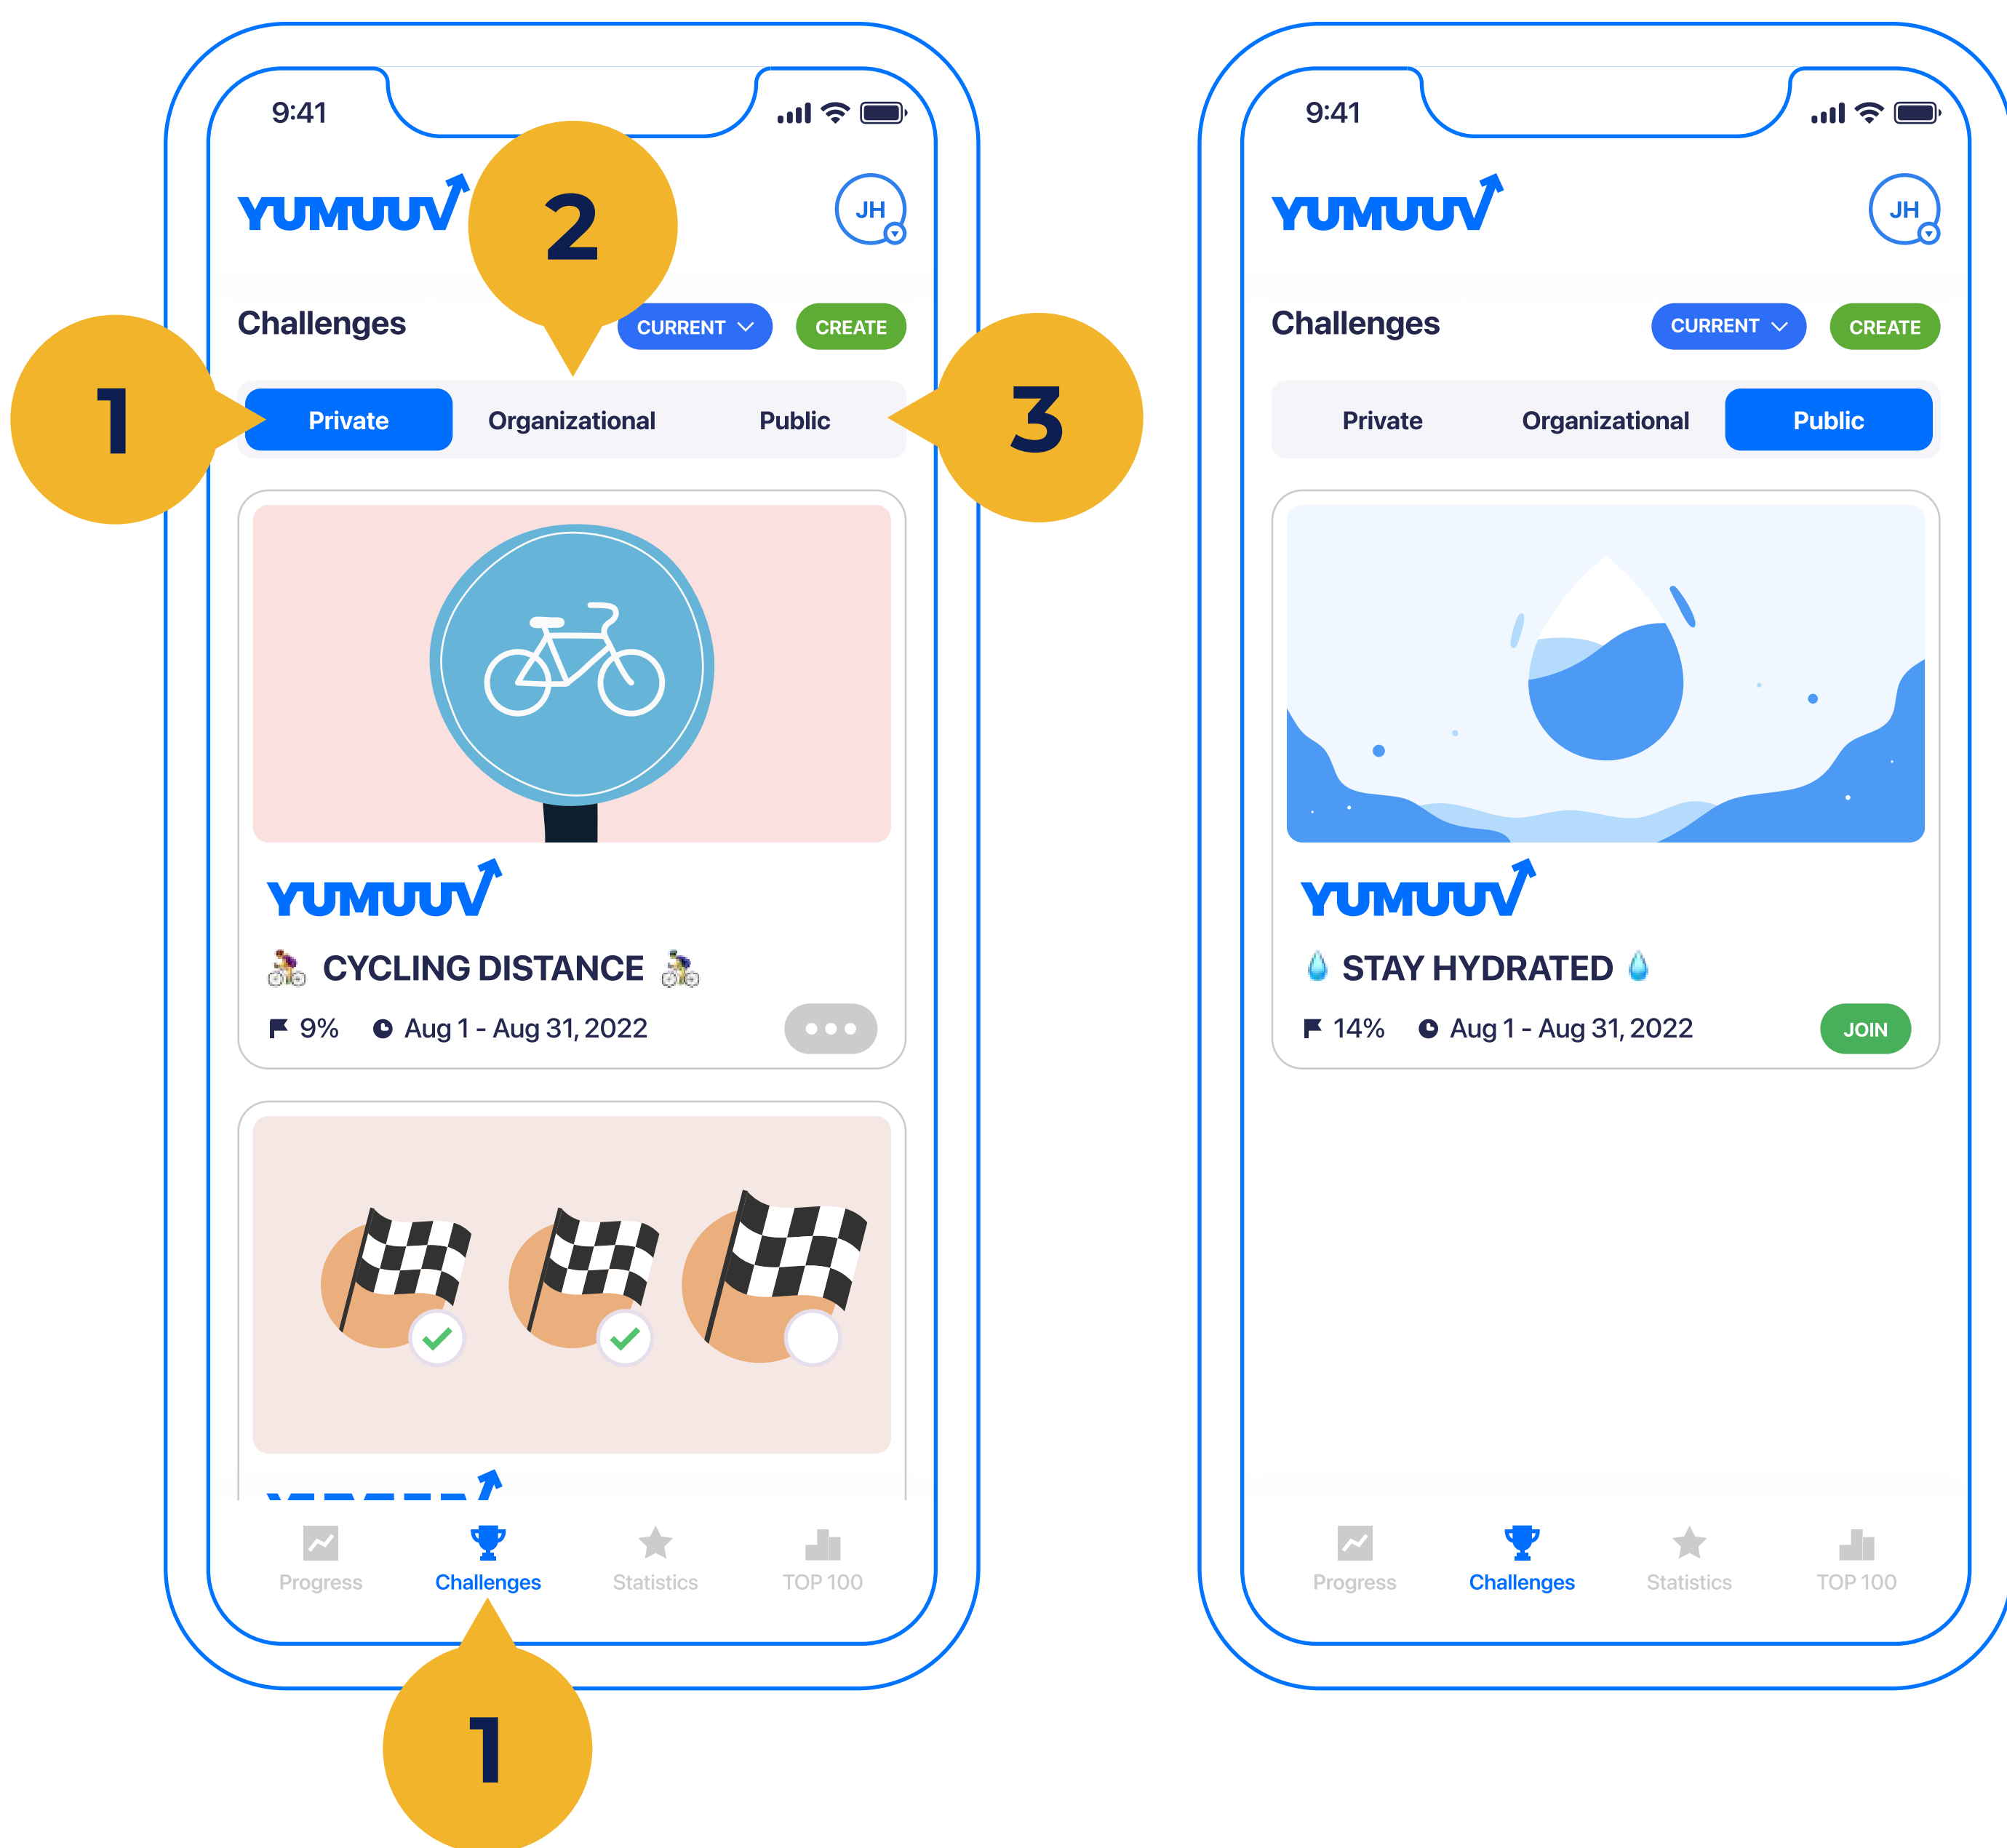 9:41
YUMUUV
JH
2
Challenges
CURRENT
CREATE
1
Private
Organizational
Public
3
YUMUUV
CYCLING DISTANCE
9%
Aug 1 - Aug 31, 2022
Progress
Challenges
Statistics
TOP 100
1
9:41
YUMUUV
JH
Challenges
CURRENT
CREATE
Private
Organizational
Public
YUMUUV
STAY HYDRATED
14%
Aug 1 - Aug 31, 2022
JOIN
Progress
Challenges
Statistics
TOP 100